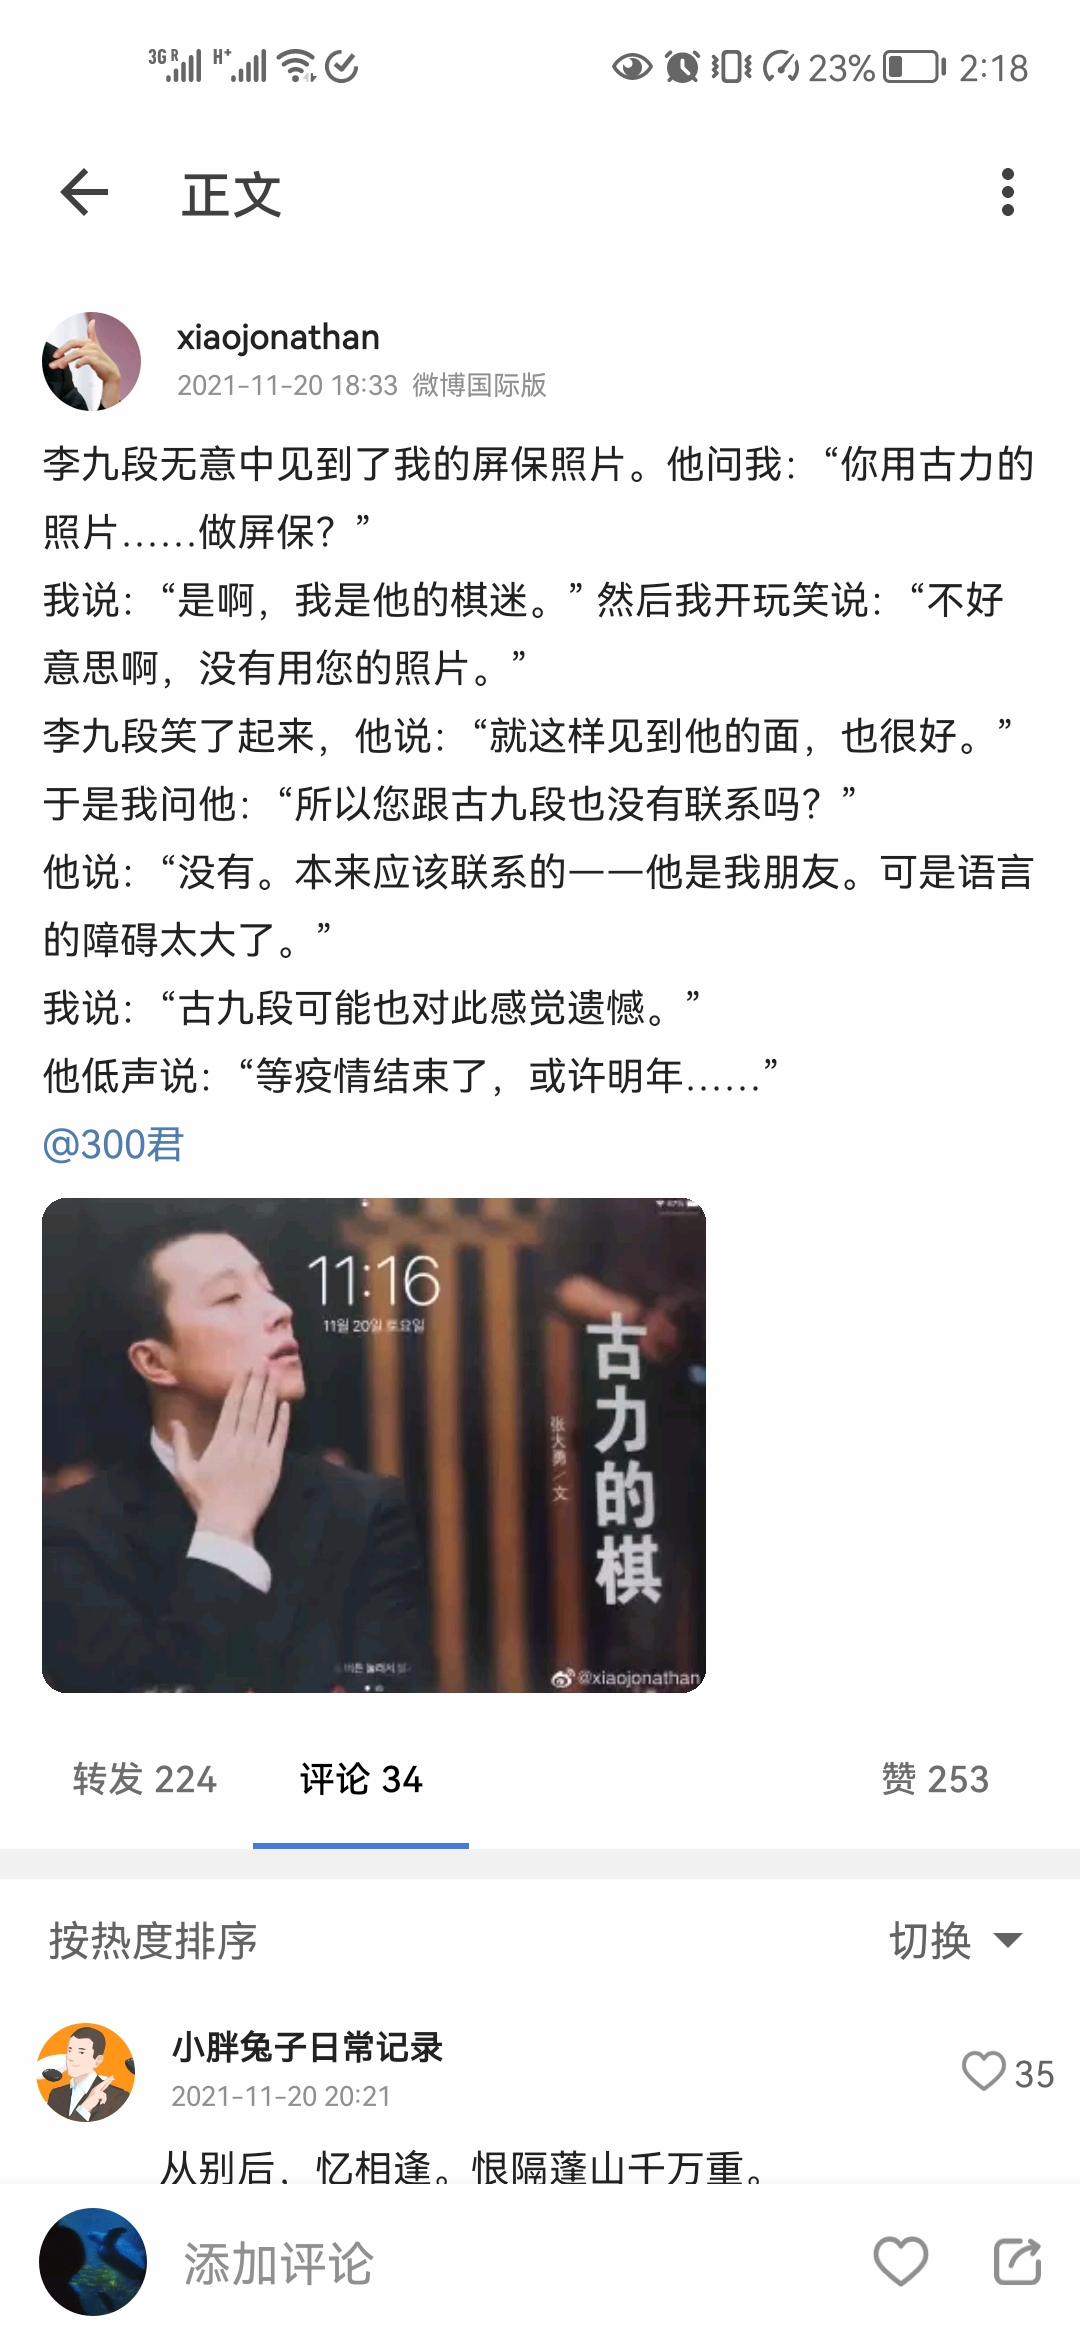 3G R H+ 23% 2:18
正文
xiaojonathan
2021-11-20 18:33 微博国际版
李九段无意中见到了我的屏保照片。他问我：“你用古力的
照片……做屏保？”
我说：“是啊，我是他的棋迷。” 然后我开玩笑说：“不好
意思啊，没有用您的照片。”
李九段笑了起来，他说：“就这样见到他的面，也很好。”
于是我问他：“所以您跟古九段也没有联系吗？”
他说：“没有。本来应该联系的——他是我朋友。可是语言
的障碍太大了。”
我说：“古九段可能也对此感觉遗憾。”
他低声说：“等疫情结束了，或许明年……”
@300君
11:16
11월 20일 토요일
古力的棋
张大勇／文
@xiaojonathan
转发 224 评论 34 赞 253
按热度排序 切换
小胖兔子日常记录
2021-11-20 20:21
35
从别后，忆相逢。恨隔蓬山千万重。
添加评论